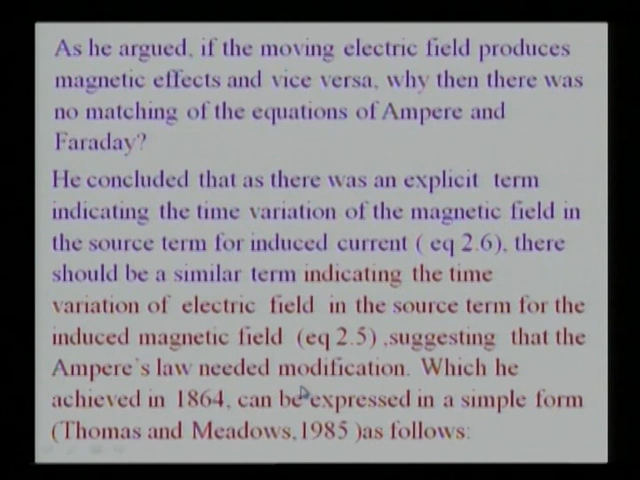 As he argued, if the moving electric field produces
magnetic effects and vice versa, why then there was
no matching of the equations of Ampere and
Faraday?
He concluded that as there was an explicit term
indicating the time variation of the magnetic field in
the source term for induced current ( eq 2.6), there
should be a similar term indicating the time
variation of electric field in the source term for the
induced magnetic field (eq 2.5) ,suggesting that the
Ampere's law needed modification. Which he
achieved in 1864, can be expressed in a simple form
(Thomas and Meadows,1985 )as follows: